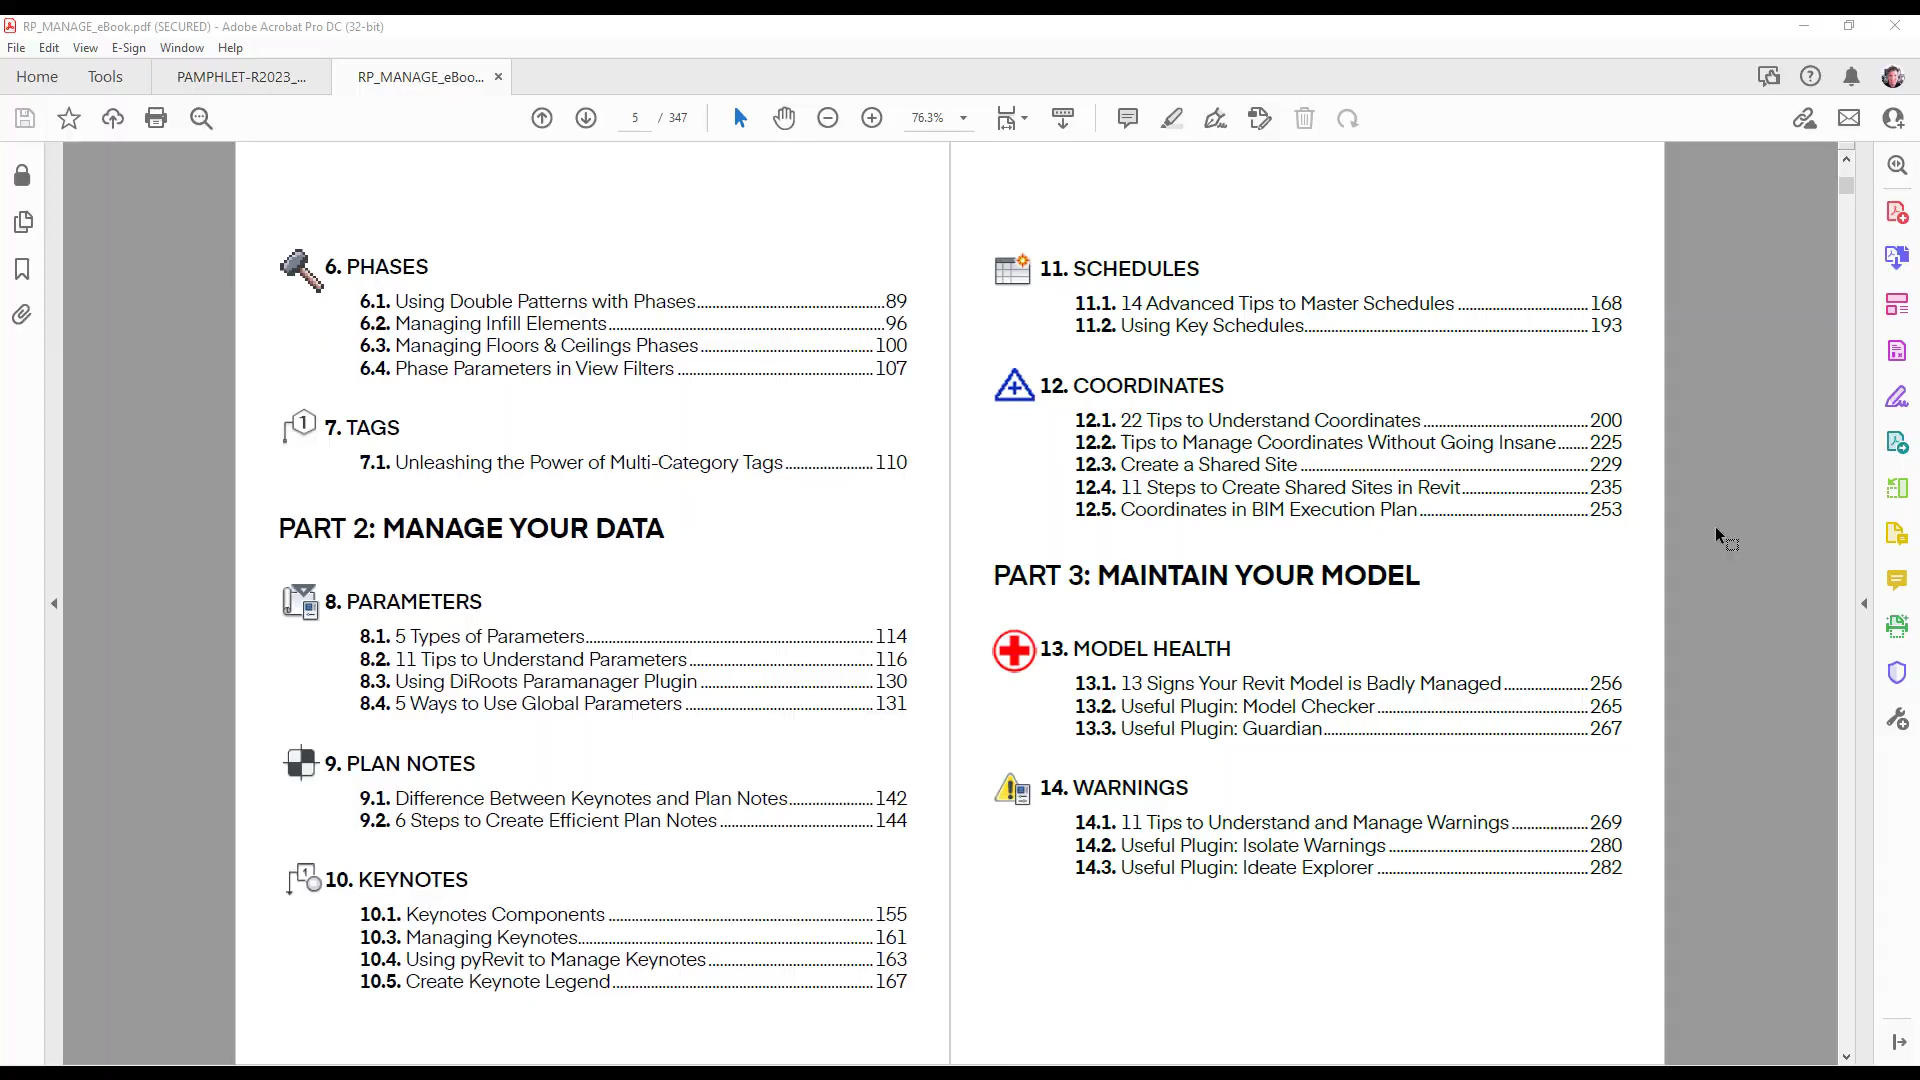 RP_MANAGE_eBook.pdf (SECURED) - Adobe Acrobat Pro DC (32-bit)
File Edit View E-Sign Window Help
Home Tools PAMPHLET-R2023_... RP_MANAGE_eBoo... ×
5 / 347 76.3%
6. PHASES
6.1. Using Double Patterns with Phases 89
6.2. Managing Infill Elements 96
6.3. Managing Floors & Ceilings Phases 100
6.4. Phase Parameters in View Filters 107
7. TAGS
7.1. Unleashing the Power of Multi-Category Tags 110
PART 2: MANAGE YOUR DATA
8. PARAMETERS
8.1. 5 Types of Parameters 114
8.2. 11 Tips to Understand Parameters 116
8.3. Using DiRoots Paramanager Plugin 130
8.4. 5 Ways to Use Global Parameters 131
9. PLAN NOTES
9.1. Difference Between Keynotes and Plan Notes 142
9.2. 6 Steps to Create Efficient Plan Notes 144
10. KEYNOTES
10.1. Keynotes Components 155
10.3. Managing Keynotes 161
10.4. Using pyRevit to Manage Keynotes 163
10.5. Create Keynote Legend 167
11. SCHEDULES
11.1. 14 Advanced Tips to Master Schedules 168
11.2. Using Key Schedules 193
12. COORDINATES
12.1. 22 Tips to Understand Coordinates 200
12.2. Tips to Manage Coordinates Without Going Insane 225
12.3. Create a Shared Site 229
12.4. 11 Steps to Create Shared Sites in Revit 235
12.5. Coordinates in BIM Execution Plan 253
PART 3: MAINTAIN YOUR MODEL
13. MODEL HEALTH
13.1. 13 Signs Your Revit Model is Badly Managed 256
13.2. Useful Plugin: Model Checker 265
13.3. Useful Plugin: Guardian 267
14. WARNINGS
14.1. 11 Tips to Understand and Manage Warnings 269
14.2. Useful Plugin: Isolate Warnings 280
14.3. Useful Plugin: Ideate Explorer 282